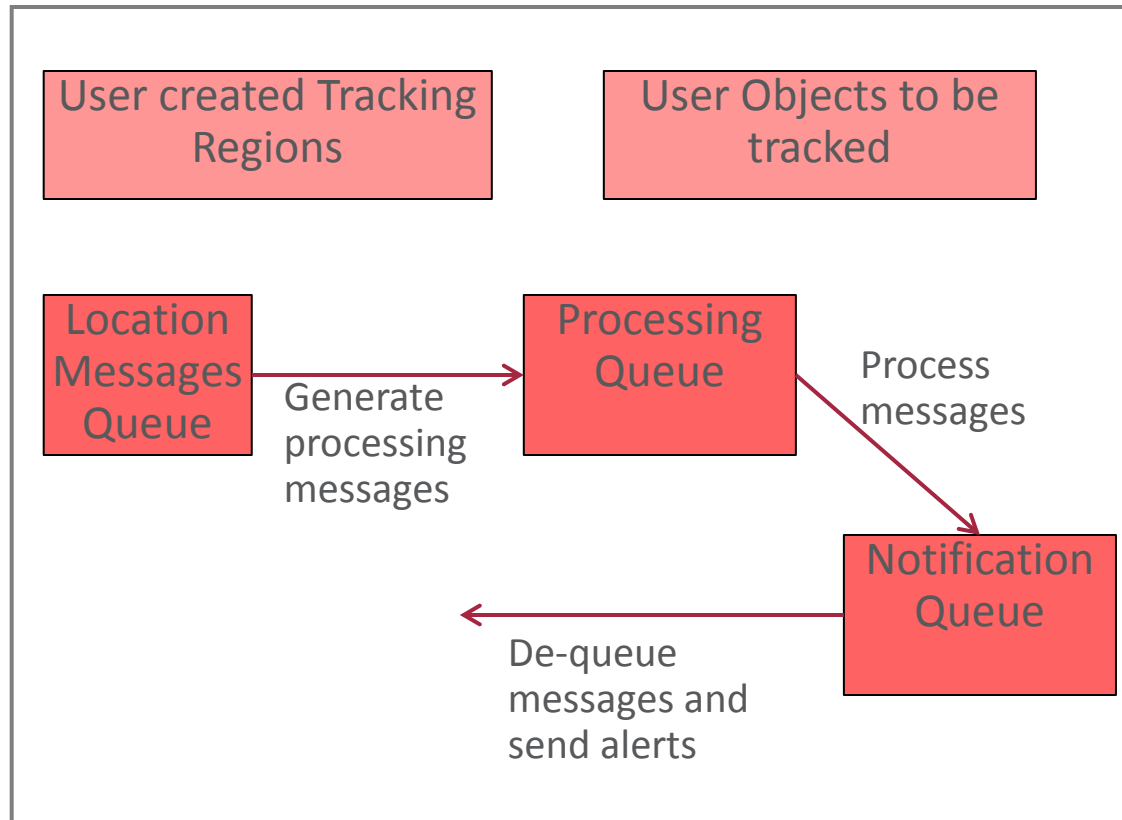 User created Tracking
Regions
User Objects to be
tracked
Location
Messages
Queue
Generate
processing
messages
Processing
Queue
Process
messages
Notification
Queue
De-queue
messages and
send alerts